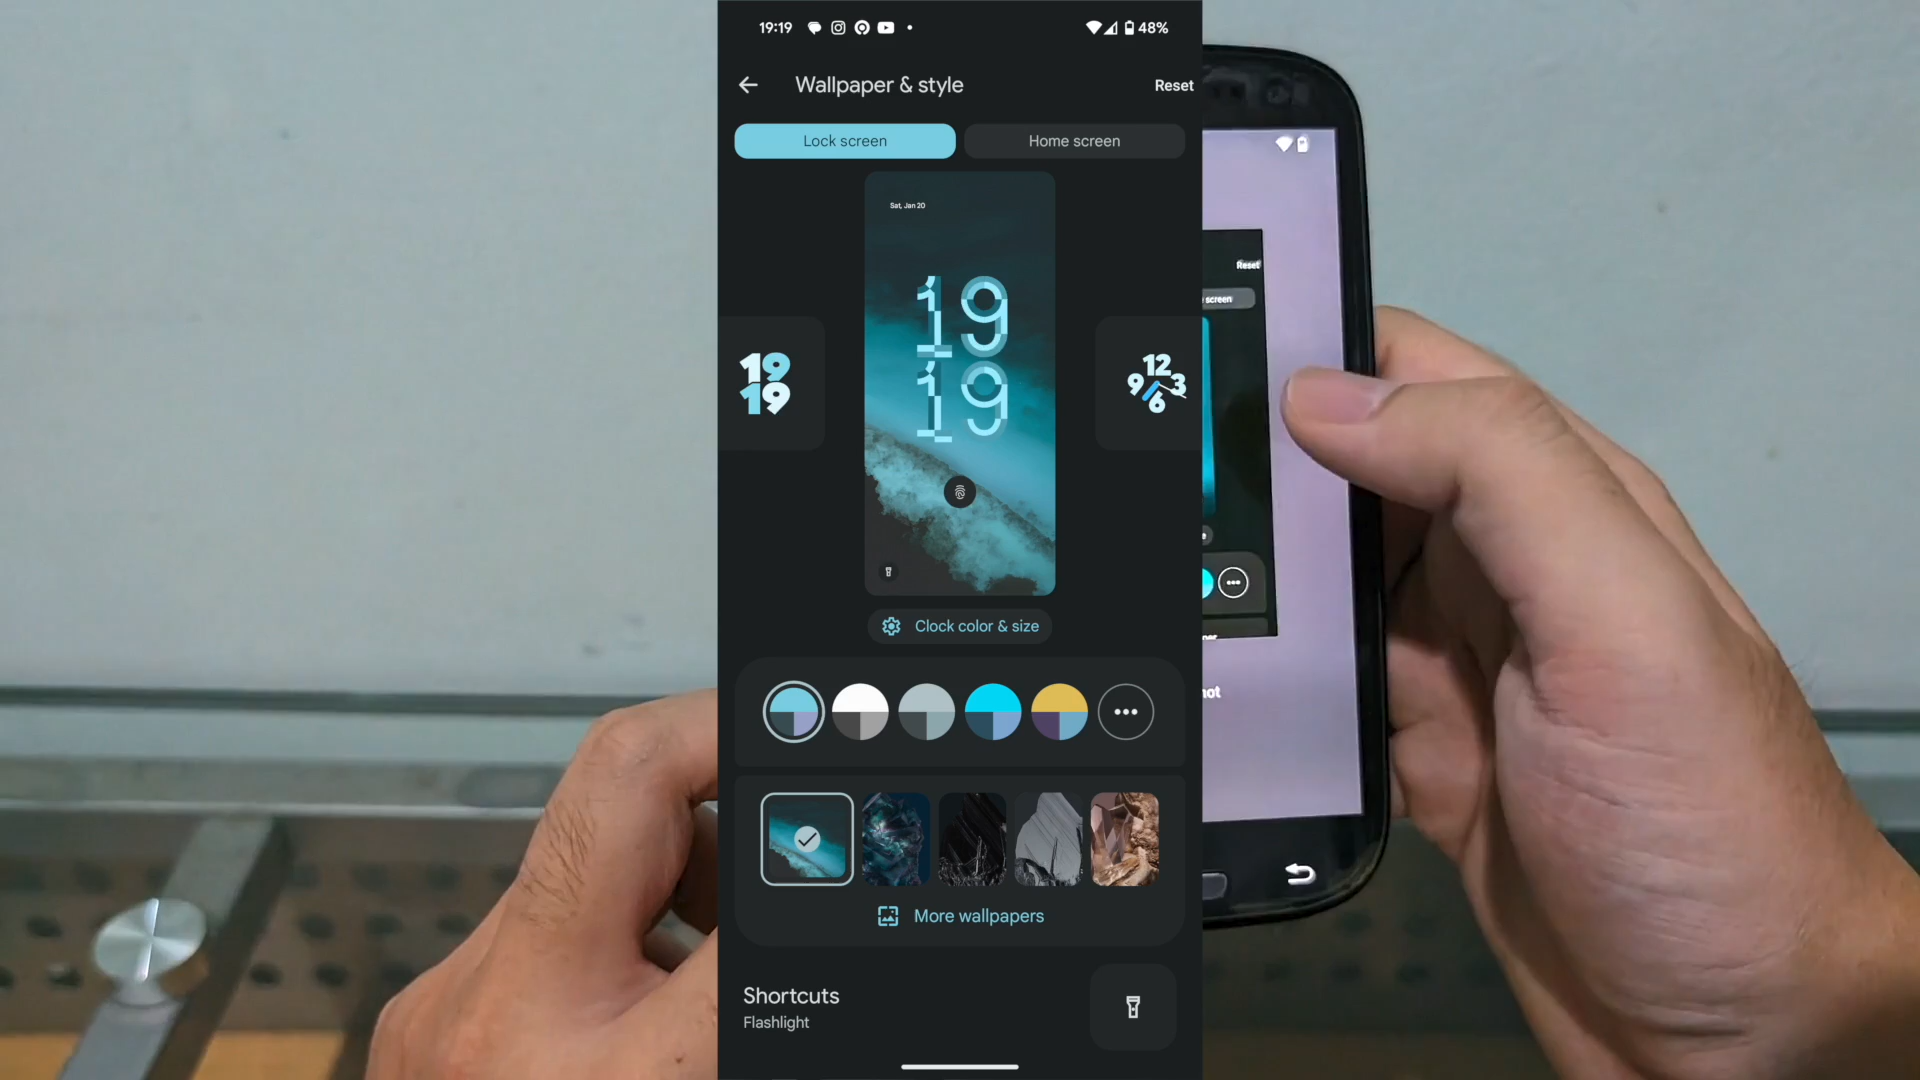 19:19
48%
Wallpaper & style
Reset
Lock screen
Home screen
Sat, Jan 20
19
19
19
19
12
9 3
6
Clock color & size
More wallpapers
Shortcuts
Flashlight
Reset
screen